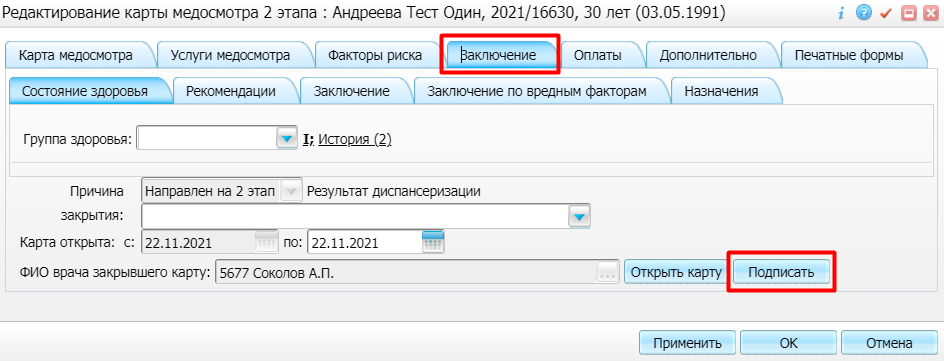 Редактирование карты медосмотра 2 этапа : Андреева Тест Один, 2021/16630, 30 лет (03.05.1991)
Карта медосмотра Услуги медосмотра Факторы риска Заключение Оплаты Дополнительно Печатные формы
Состояние здоровья Рекомендации Заключение Заключение по вредным факторам Назначения
Группа здоровья: I; История (2)
Причина Направлен на 2 этап Результат диспансеризации
закрытия:
Карта открыта: с: 22.11.2021 по: 22.11.2021
ФИО врача закрывшего карту: 5677 Соколов А.П. ... Открыть карту Подписать
Применить OK Отмена